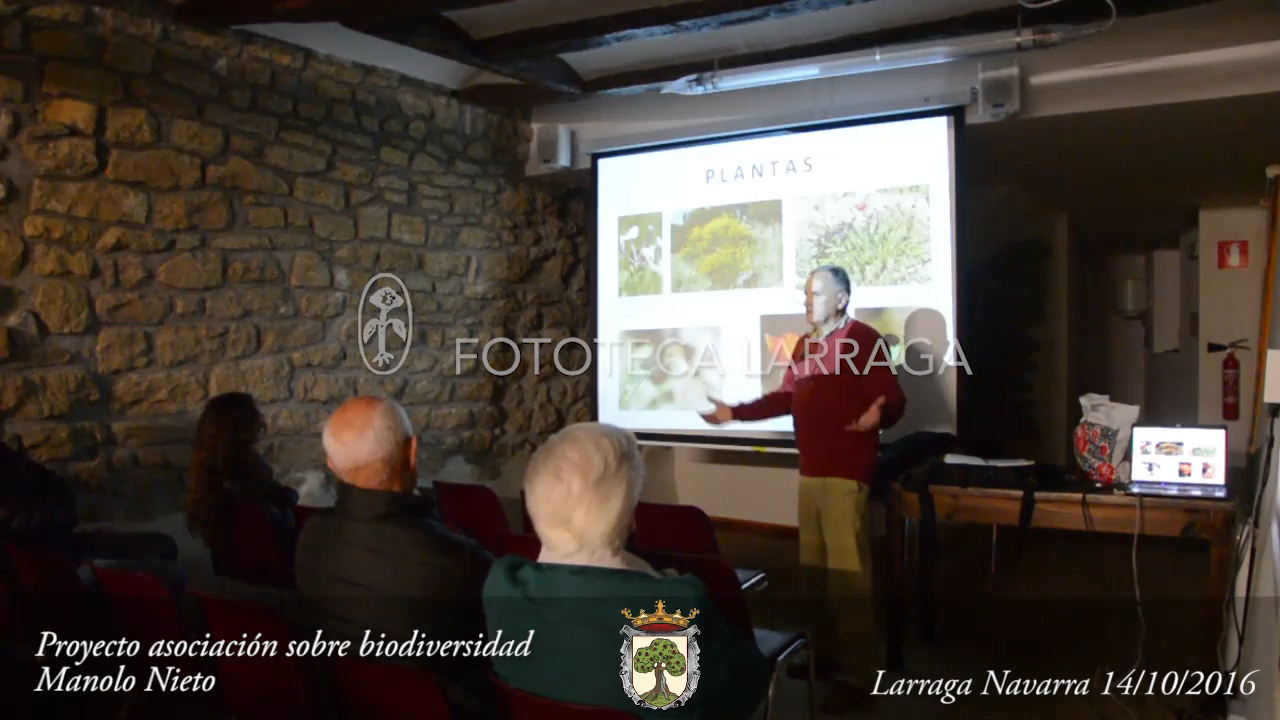 PLANTAS
FOTOTECA LARRAGA
Proyecto asociación sobre biodiversidad
Manolo Nieto
Larraga Navarra 14/10/2016